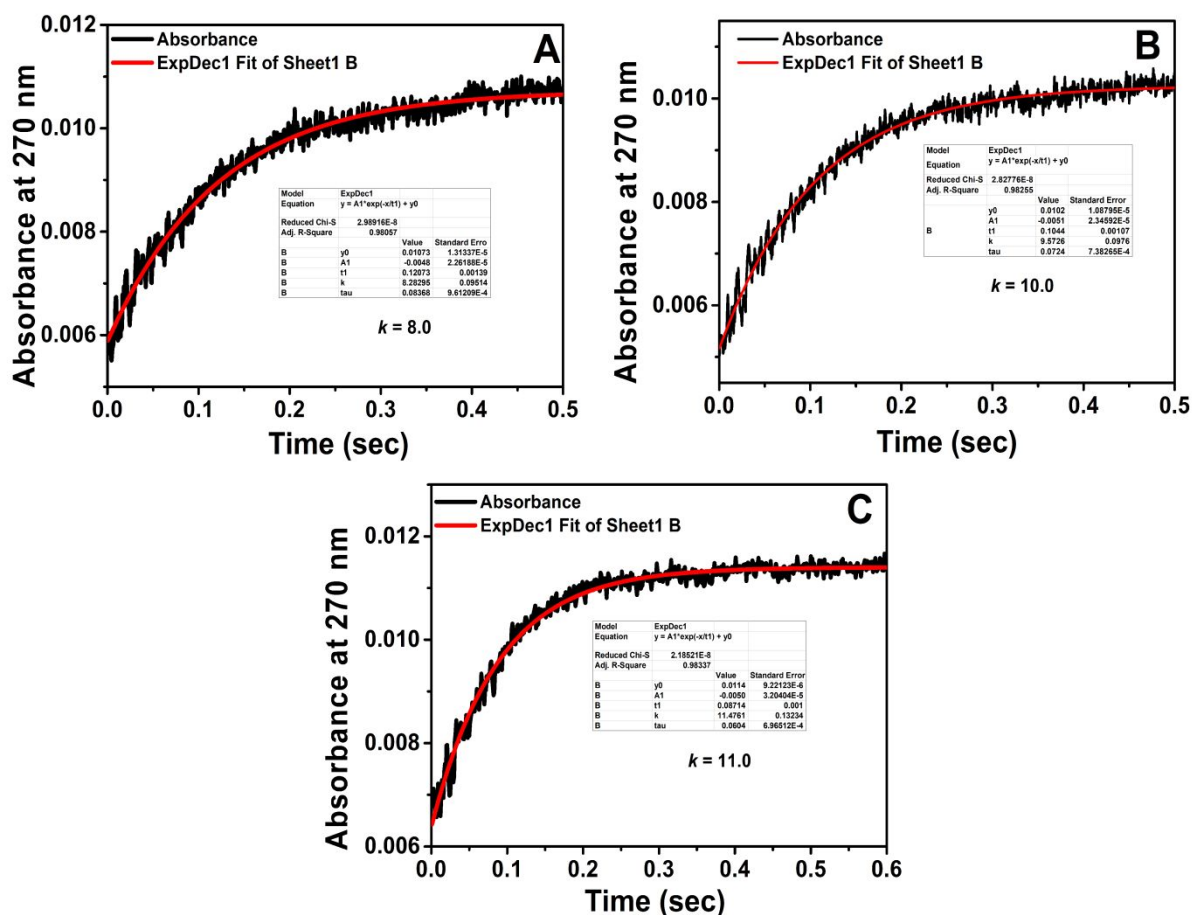 A
Absorbance
ExpDec1 Fit of Sheet1 B
Absorbance at 270 nm
0.012
0.010
0.008
0.006
Model ExpDec1
Equation y = A1*exp(-x/t1) + y0
Reduced Chi-S 2.98916E-8
Adj. R-Square 0.98057
Value Standard Erro
B y0 0.01073 1.31337E-5
B A1 -0.0048 2.26188E-5
B t1 0.12073 0.00139
B k 8.28295 0.09514
B tau 0.08368 9.61209E-4
k = 8.0
0.0 0.1 0.2 0.3 0.4 0.5
Time (sec)
B
Absorbance
ExpDec1 Fit of Sheet1 B
Absorbance at 270 nm
0.010
0.008
0.006
Model ExpDec1
Equation y = A1*exp(-x/t1) + y0
Reduced Chi-S 2.82776E-8
Adj. R-Square 0.98255
Value Standard Error
y0 0.0102 1.08795E-5
A1 -0.0051 2.34592E-5
B t1 0.1044 0.00107
k 9.5726 0.0976
tau 0.0724 7.38265E-4
k = 10.0
0.0 0.1 0.2 0.3 0.4 0.5
Time (sec)
C
Absorbance
ExpDec1 Fit of Sheet1 B
Absorbance at 270 nm
0.012
0.010
0.008
0.006
Model ExpDec1
Equation y = A1*exp(-x/t1) + y0
Reduced Chi-S 2.18521E-8
Adj. R-Square 0.98337
Value Standard Error
B y0 0.0114 9.22123E-6
B A1 -0.0050 3.20404E-5
B t1 0.08714 0.001
B k 11.4761 0.13234
B tau 0.0604 6.96512E-4
k = 11.0
0.0 0.1 0.2 0.3 0.4 0.5 0.6
Time (sec)